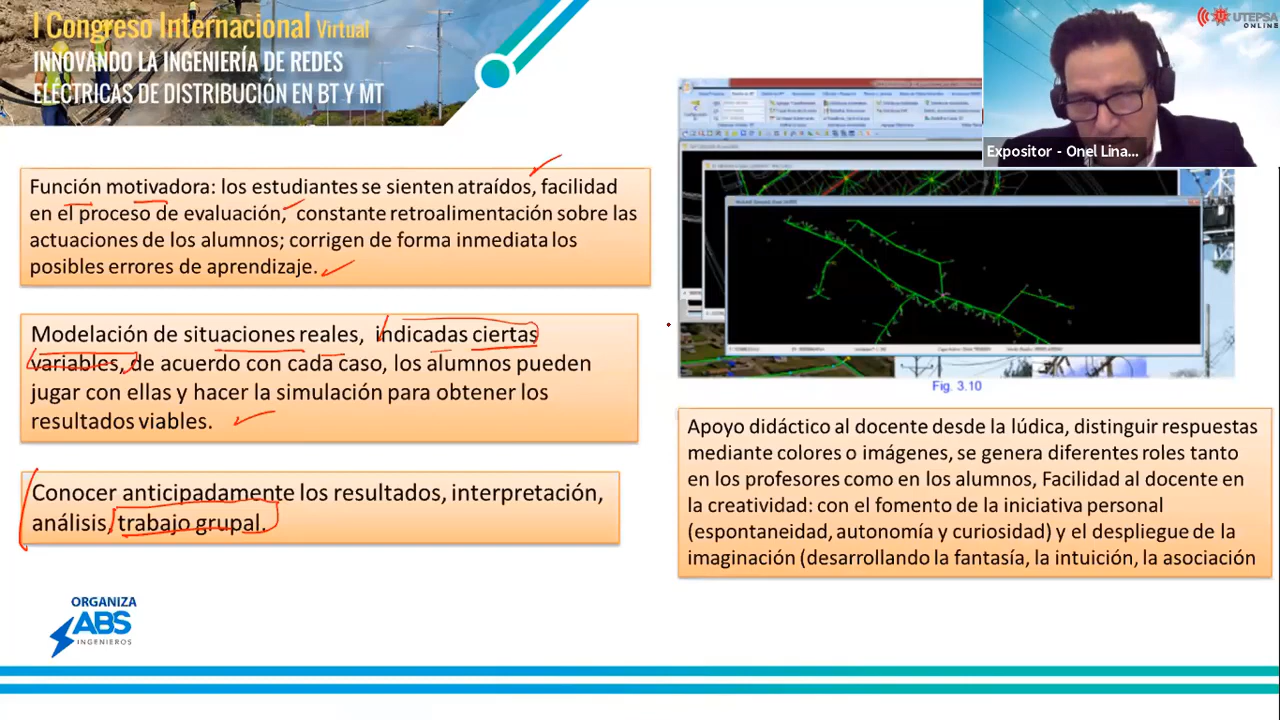 I Congreso Internacional Virtual
INNOVANDO LA INGENIERÍA DE REDES
ELÉCTRICAS DE DISTRIBUCIÓN EN BT Y MT
UTEPSA
ONLINE
Expositor - Onel Lina...
Función motivadora: los estudiantes se sienten atraídos, facilidad
en el proceso de evaluación, constante retroalimentación sobre las
actuaciones de los alumnos; corrigen de forma inmediata los
posibles errores de aprendizaje.
Modelación de situaciones reales, indicadas ciertas
variables, de acuerdo con cada caso, los alumnos pueden
jugar con ellas y hacer la simulación para obtener los
resultados viables.
Conocer anticipadamente los resultados, interpretación,
análisis, trabajo grupal.
Fig. 3.10
Apoyo didáctico al docente desde la lúdica, distinguir respuestas
mediante colores o imágenes, se genera diferentes roles tanto
en los profesores como en los alumnos, Facilidad al docente en
la creatividad: con el fomento de la iniciativa personal
(espontaneidad, autonomía y curiosidad) y el despliegue de la
imaginación (desarrollando la fantasía, la intuición, la asociación
ORGANIZA
ABS
INGENIEROS